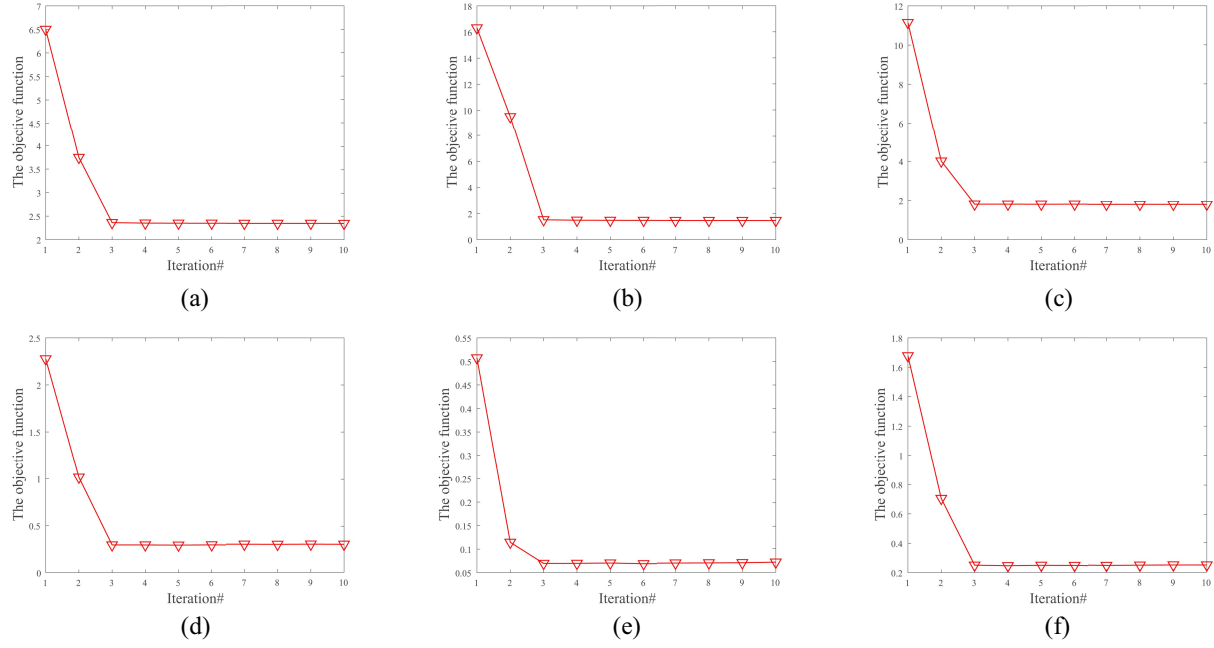 7
6.5
6
5.5
5
4.5
4
3.5
3
2.5
2
The objective function
1 2 3 4 5 6 7 8 9 10
Iteration#
(a)
18
16
14
12
10
8
6
4
2
0
The objective function
1 2 3 4 5 6 7 8 9 10
Iteration#
(b)
12
10
8
6
4
2
0
The objective function
1 2 3 4 5 6 7 8 9 10
Iteration#
(c)
2.5
2
1.5
1
0.5
0
The objective function
1 2 3 4 5 6 7 8 9 10
Iteration#
(d)
0.55
0.5
0.45
0.4
0.35
0.3
0.25
0.2
0.15
0.1
0.05
The objective function
1 2 3 4 5 6 7 8 9 10
Iteration#
(e)
1.8
1.6
1.4
1.2
1
0.8
0.6
0.4
0.2
The objective function
1 2 3 4 5 6 7 8 9 10
Iteration#
(f)